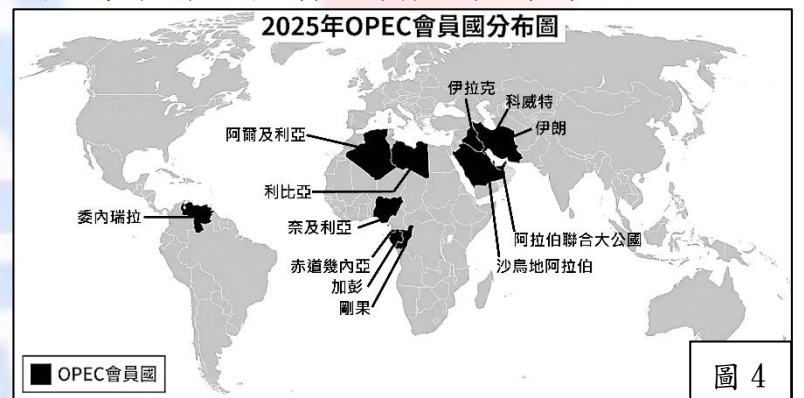 2025年OPEC會員國分布圖
伊拉克
科威特
伊朗
阿爾及利亞
利比亞
委內瑞拉
奈及利亞
阿拉伯聯合大公國
沙烏地阿拉伯
赤道幾內亞
加彭
剛果
OPEC會員國
圖 4